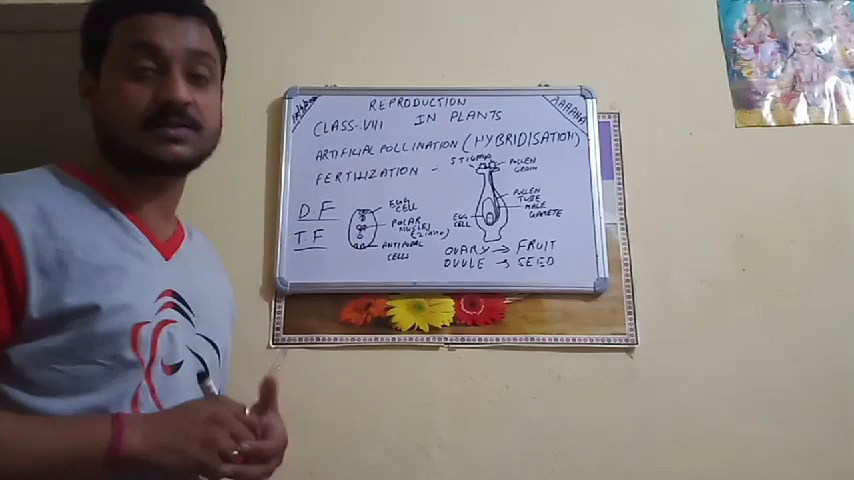 REPRODUCTION
IN PLANTS
CLASS-VIII
ARTIFICIAL POLLINATION (HYBRIDISATION)
FERTILIZATION -
STIGMA
POLLEN
GRAIN
POLLEN
TUBE
MALE
GAMETE
EGG
CELL
D F
T F
EGG
CELL
POLAR
ANTIPODAL
CELLS
OVARY → FRUIT
OVULE → SEED